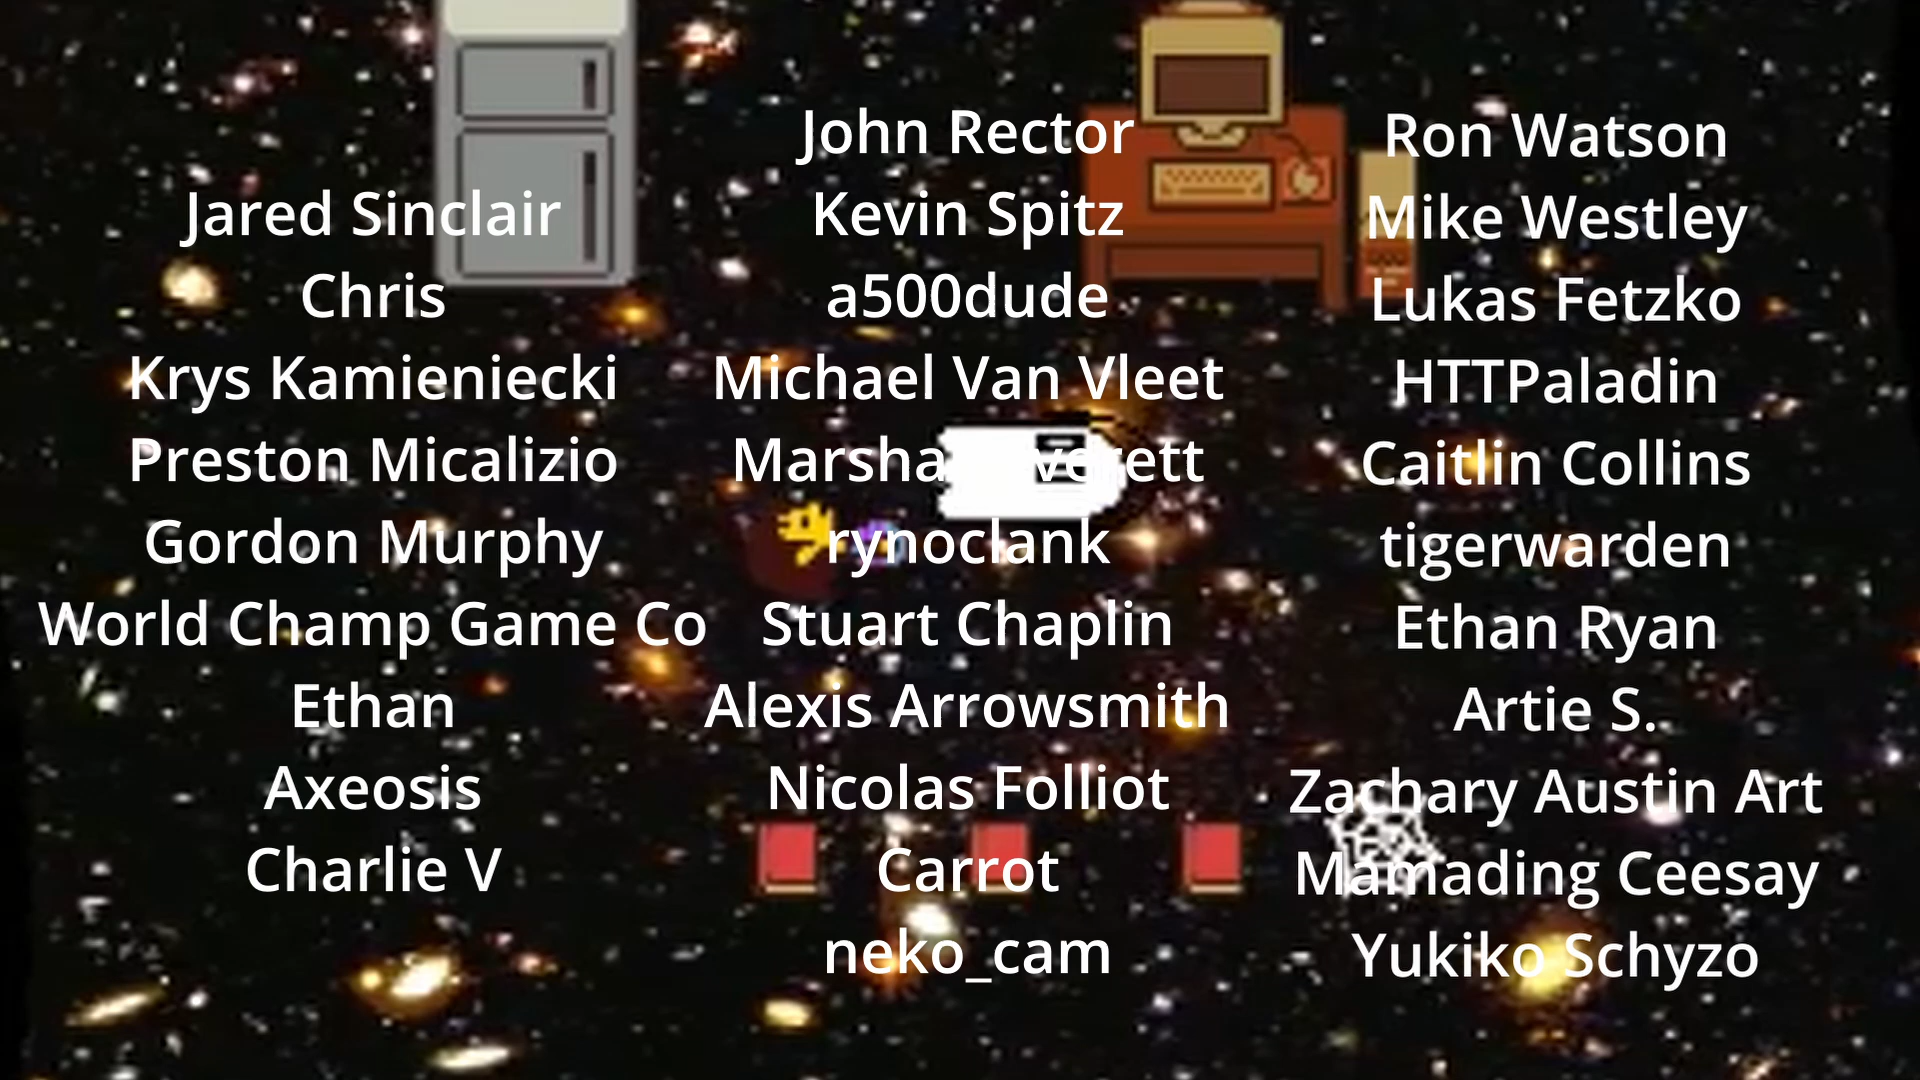 Jared Sinclair
Chris
Krys Kamieniecki
Preston Micalizio
Gordon Murphy
World Champ Game Co
Ethan
Axeosis
Charlie V
John Rector
Kevin Spitz
a500dude
Michael Van Vleet
rynoclank
Stuart Chaplin
Alexis Arrowsmith
Nicolas Folliot
Carrot
neko_cam
Ron Watson
Mike Westley
Lukas Fetzko
HTTPaladin
Caitlin Collins
tigerwarden
Ethan Ryan
Artie S.
Zachary Austin Art
Mamading Ceesay
Yukiko Schyzo